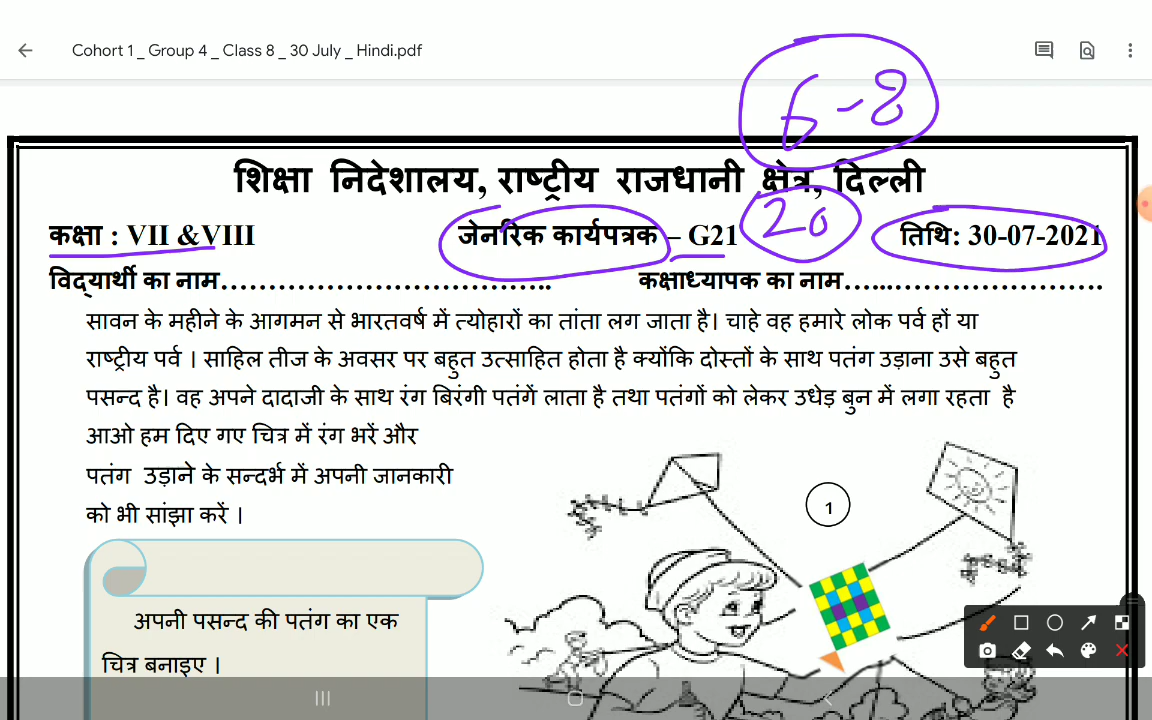 Cohort 1 _ Group 4 _ Class 8 _ 30 July _ Hindi.pdf
6-8
शिक्षा निदेशालय, राष्ट्रीय राजधानी क्षेत्र, दिल्ली
20
कक्षा : VII &VIII जेनरिक कार्यपत्रक – G21 तिथि: 30-07-2021
विद्यार्थी का नाम………………………………….. कक्षाध्यापक का नाम…...…………………….
सावन के महीने के आगमन से भारतवर्ष में त्योहारों का तांता लग जाता है। चाहे वह हमारे लोक पर्व हों या
राष्ट्रीय पर्व । साहिल तीज के अवसर पर बहुत उत्साहित होता है क्योंकि दोस्तों के साथ पतंग उड़ाना उसे बहुत
पसन्द है। वह अपने दादाजी के साथ रंग बिरंगी पतंगें लाता है तथा पतंगों को लेकर उधेड़ बुन में लगा रहता है
आओ हम दिए गए चित्र में रंग भरें और
पतंग उड़ाने के सन्दर्भ में अपनी जानकारी
को भी सांझा करें ।
1
अपनी पसन्द की पतंग का एक
चित्र बनाइए ।